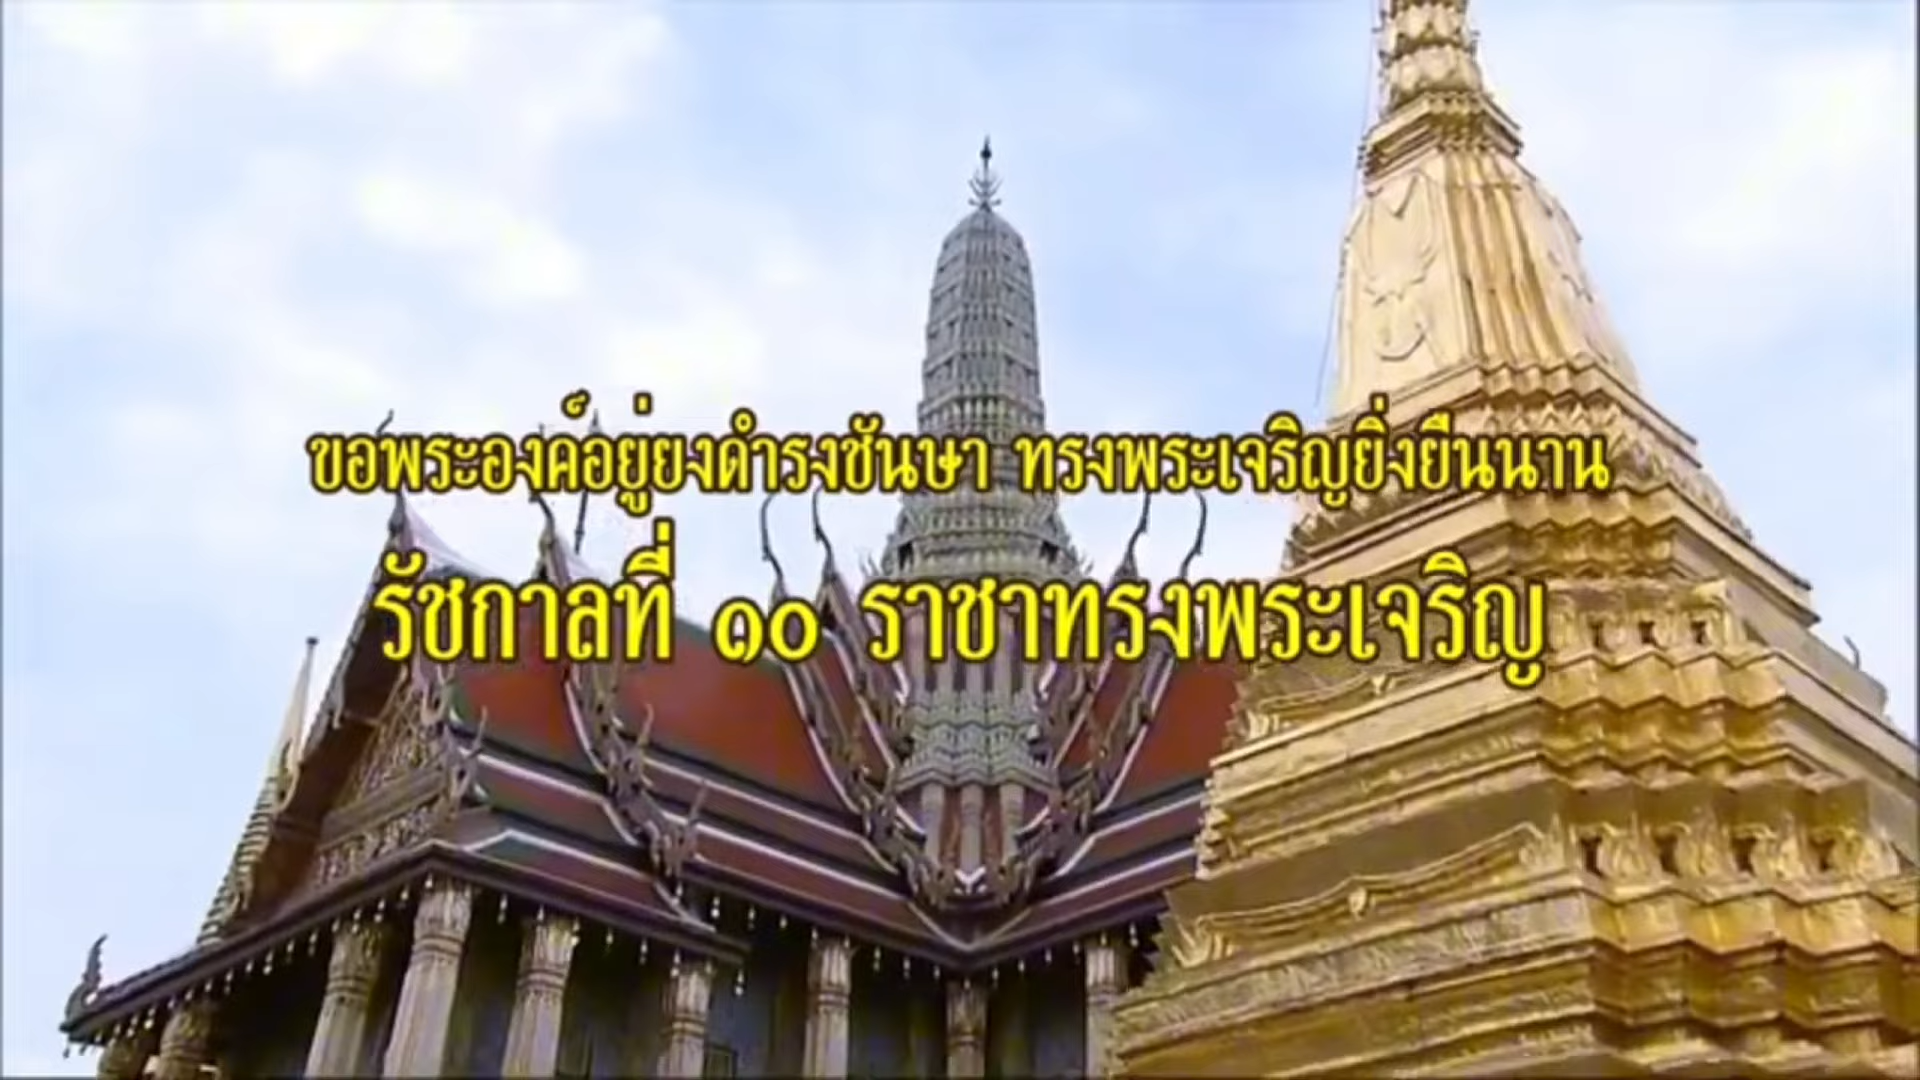 ขอพระองค์อยู่ยงดำรงชันษา ทรงพระเจริญยิ่งยืนนาน
รัชกาลที่ ๑๐ ราชาทรงพระเจริญ